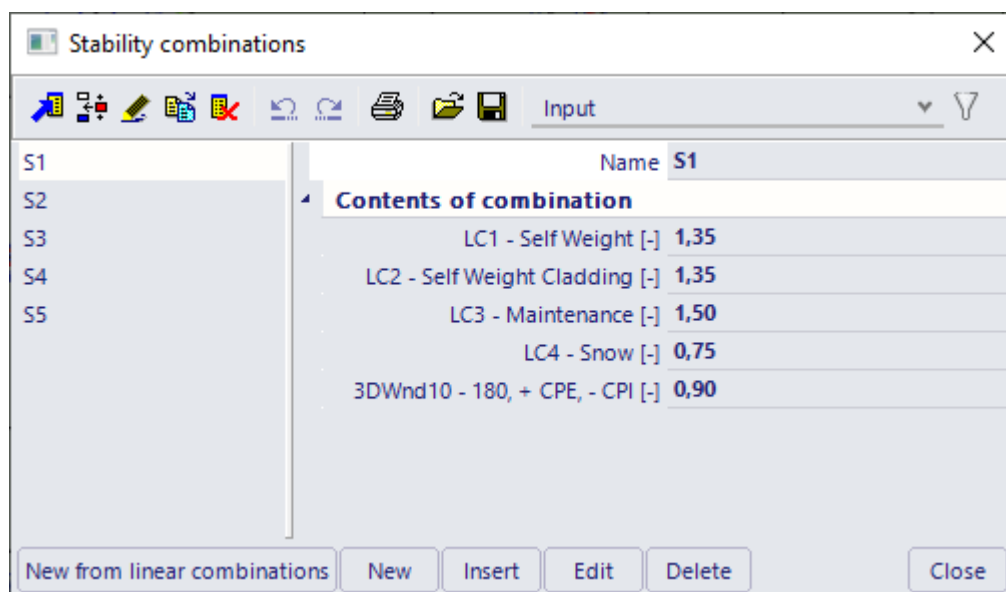 Stability combinations
Input
S1
S2
S3
S4
S5
Name S1
Contents of combination
LC1 - Self Weight [-] 1,35
LC2 - Self Weight Cladding [-] 1,35
LC3 - Maintenance [-] 1,50
LC4 - Snow [-] 0,75
3DWnd10 - 180, + CPE, - CPI [-] 0,90
New from linear combinations New Insert Edit Delete Close